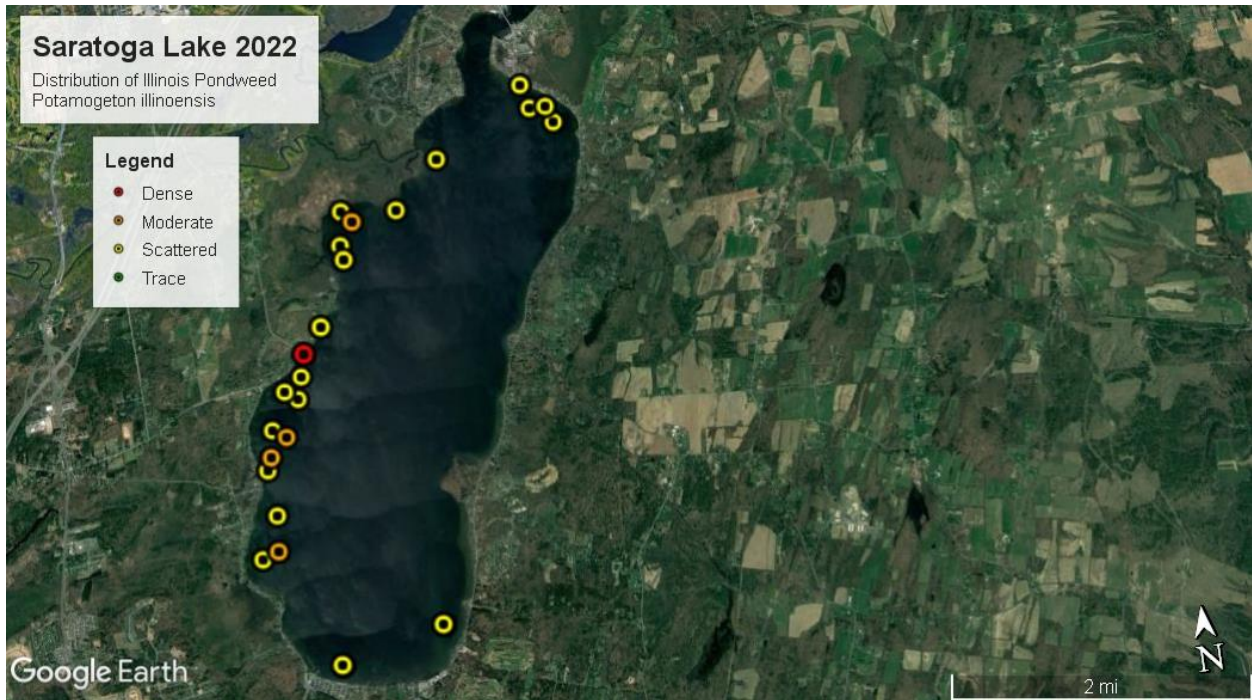 Saratoga Lake 2022
Distribution of Illinois Pondweed
Potamogeton illinoensis
Legend
Dense
Moderate
Scattered
Trace
Google Earth
N
2 mi